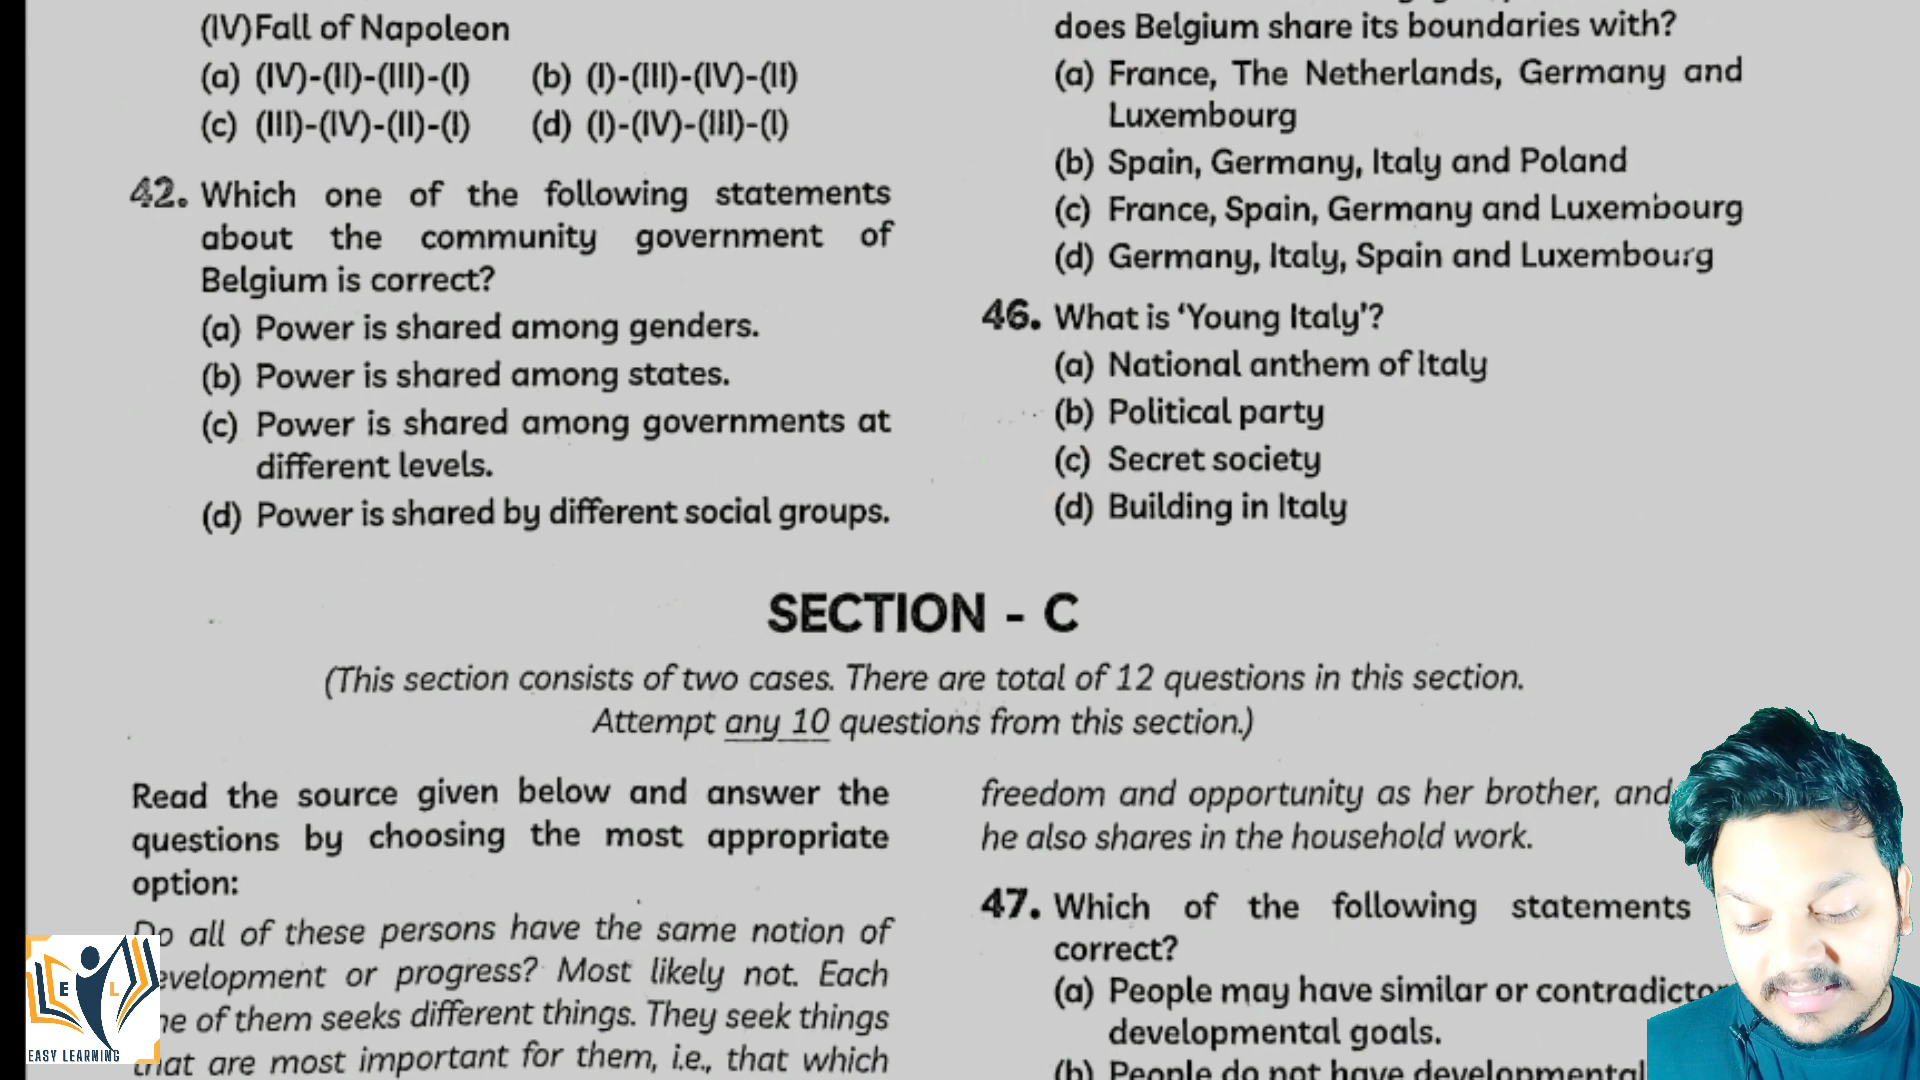 (IV)Fall of Napoleon
(a) (IV)-(II)-(III)-(I) (b) (I)-(III)-(IV)-(II)
(c) (III)-(IV)-(II)-(I) (d) (I)-(IV)-(III)-(I)
42. Which one of the following statements
about the community government of
Belgium is correct?
(a) Power is shared among genders.
(b) Power is shared among states.
(c) Power is shared among governments at
different levels.
(d) Power is shared by different social groups.
does Belgium share its boundaries with?
(a) France, The Netherlands, Germany and
Luxembourg
(b) Spain, Germany, Italy and Poland
(c) France, Spain, Germany and Luxembourg
(d) Germany, Italy, Spain and Luxembourg
46. What is ‘Young Italy’?
(a) National anthem of Italy
(b) Political party
(c) Secret society
(d) Building in Italy
SECTION - C
(This section consists of two cases. There are total of 12 questions in this section.
Attempt any 10 questions from this section.)
Read the source given below and answer the
questions by choosing the most appropriate
option:
Do all of these persons have the same notion of
evelopment or progress? Most likely not. Each
ne of them seeks different things. They seek things
that are most important for them, i.e., that which
freedom and opportunity as her brother, and
he also shares in the household work.
47. Which of the following statements
correct?
(a) People may have similar or contradictor
developmental goals.
(b) People do not have developmental
E L
EASY LEARNING